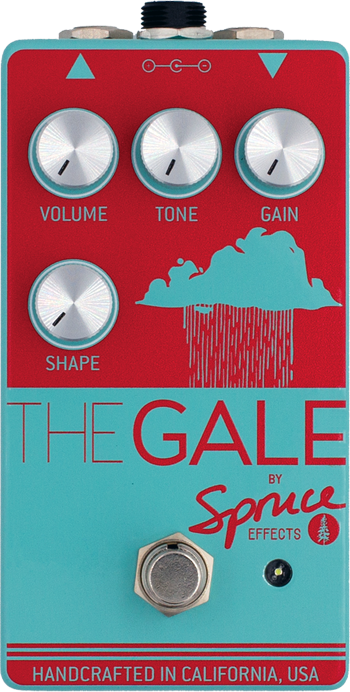 VOLUME TONE GAIN
SHAPE
THE GALE
BY
Spruce
EFFECTS
HANDCRAFTED IN CALIFORNIA, USA